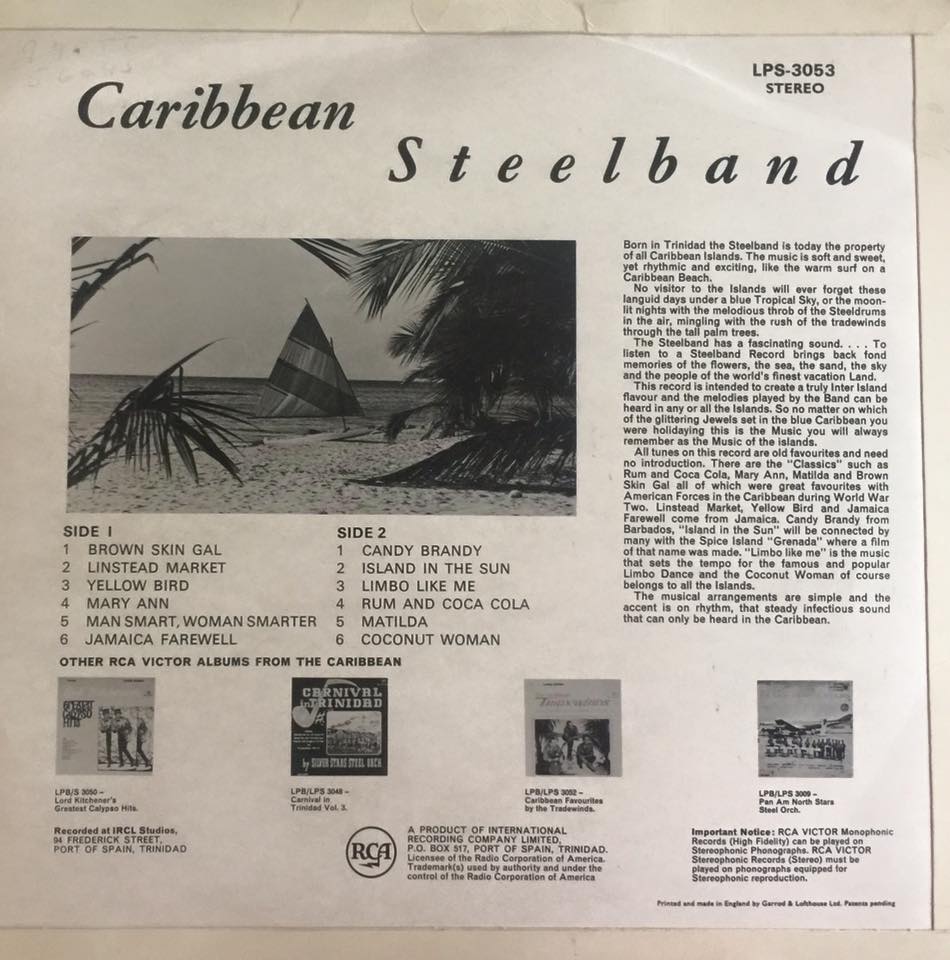 LPS-3053
STEREO
Caribbean
Steelband
Born in Trinidad the Steelband is today the property
of all Caribbean Islands. The music is soft and sweet,
yet rhythmic and exciting, like the warm surf on a
Caribbean Beach.
No visitor to the Islands will ever forget these
languid days under a blue Tropical Sky, or the moon-
lit nights with the melodious throb of the Steeldrums
in the air, mingling with the rush of the tradewinds
through the tall palm trees.
The Steelband has a fascinating sound. . . . To
listen to a Steelband Record brings back fond
memories of the flowers, the sea, the sand, the sky
and the people of the world's finest vacation Land.
This record is intended to create a truly Inter Island
flavour and the melodies played by the Band can be
heard in any or all the Islands. So no matter on which
of the glittering Jewels set in the blue Caribbean you
were holidaying this is the Music you will always
remember as the Music of the islands.
All tunes on this record are old favourites and need
no introduction. There are the "Classics" such as
Rum and Coca Cola, Mary Ann, Matilda and Brown
Skin Gal all of which were great favourites with
American Forces in the Caribbean during World War
Two. Linstead Market, Yellow Bird and Jamaica
Farewell come from Jamaica. Candy Brandy from
Barbados, "Island in the Sun" will be connected by
many with the Spice Island "Grenada" where a film
of that name was made. "Limbo like me" is the music
that sets the tempo for the famous and popular
Limbo Dance and the Coconut Woman of course
belongs to all the Islands.
The musical arrangements are simple and the
accent is on rhythm, that steady infectious sound
that can only be heard in the Caribbean.
SIDE I
1 BROWN SKIN GAL
2 LINSTEAD MARKET
3 YELLOW BIRD
4 MARY ANN
5 MAN SMART, WOMAN SMARTER
6 JAMAICA FAREWELL
SIDE 2
1 CANDY BRANDY
2 ISLAND IN THE SUN
3 LIMBO LIKE ME
4 RUM AND COCA COLA
5 MATILDA
6 COCONUT WOMAN
OTHER RCA VICTOR ALBUMS FROM THE CARIBBEAN
GREATEST
CALYPSO
HITS
CARNIVAL
in TRINIDAD
by SILVER STARS STEEL ORCH
LPB/S 3050 –
Lord Kitchener's
Greatest Calypso Hits.
LPB/LPS 3048 –
Carnival in
Trinidad Vol. 3.
LPB/LPS 3052 –
Caribbean Favourites
by the Tradewinds.
LPB/LPS 3009 –
Pan Am North Stars
Steel Orch.
Recorded at IRCL Studios,
94 FREDERICK STREET,
PORT OF SPAIN, TRINIDAD
RCA
A PRODUCT OF INTERNATIONAL
RECORDING COMPANY LIMITED,
P.O. BOX 517, PORT OF SPAIN, TRINIDAD.
Licensee of the Radio Corporation of America.
Trademark(s) used by authority and under the
control of the Radio Corporation of America
Important Notice: RCA VICTOR Monophonic
Records (High Fidelity) can be played on
Stereophonic Phonographs. RCA VICTOR
Stereophonic Records (Stereo) must be
played on phonographs equipped for
Stereophonic reproduction.
Printed and made in England by Garrod & Lofthouse Ltd. Patents pending